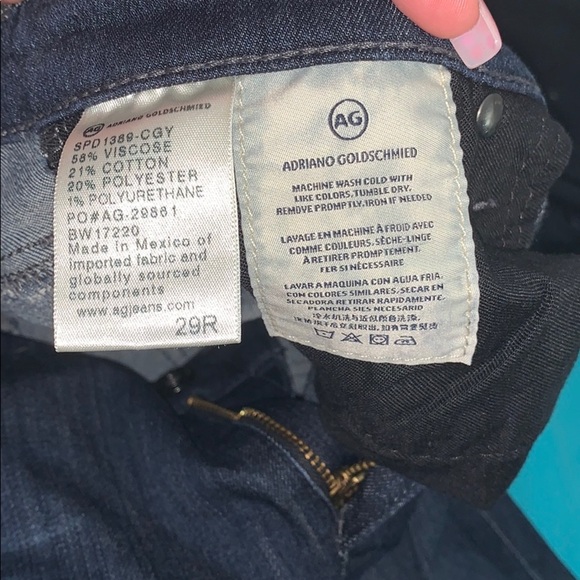 AG ADRIANO GOLDSCHMIED
SPD1389-CGY
58% VISCOSE
21% COTTON
20% POLYESTER
1% POLYURETHANE
PO#AG-29861
BW17220
Made in Mexico of
imported fabric and
globally sourced
components
www.agjeans.com
29R
AG
ADRIANO GOLDSCHMIED
MACHINE WASH COLD WITH
LIKE COLORS, TUMBLE DRY.
REMOVE PROMPTLY. IRON IF NEEDED
LAVAGE EN MACHINE À FROID AVEC
COMME COULEURS, SÈCHE-LINGE
À RETIRER PROMPTEMENT.
FER SI NÉCESSAIRE
LAVAR A MAQUINA CON AGUA FRIA.
CON COLORES SIMILARES. SECAR EN
SECADORA RETIRAR RAPIDAMENTE.
PLANCHA SIES NECESARIO